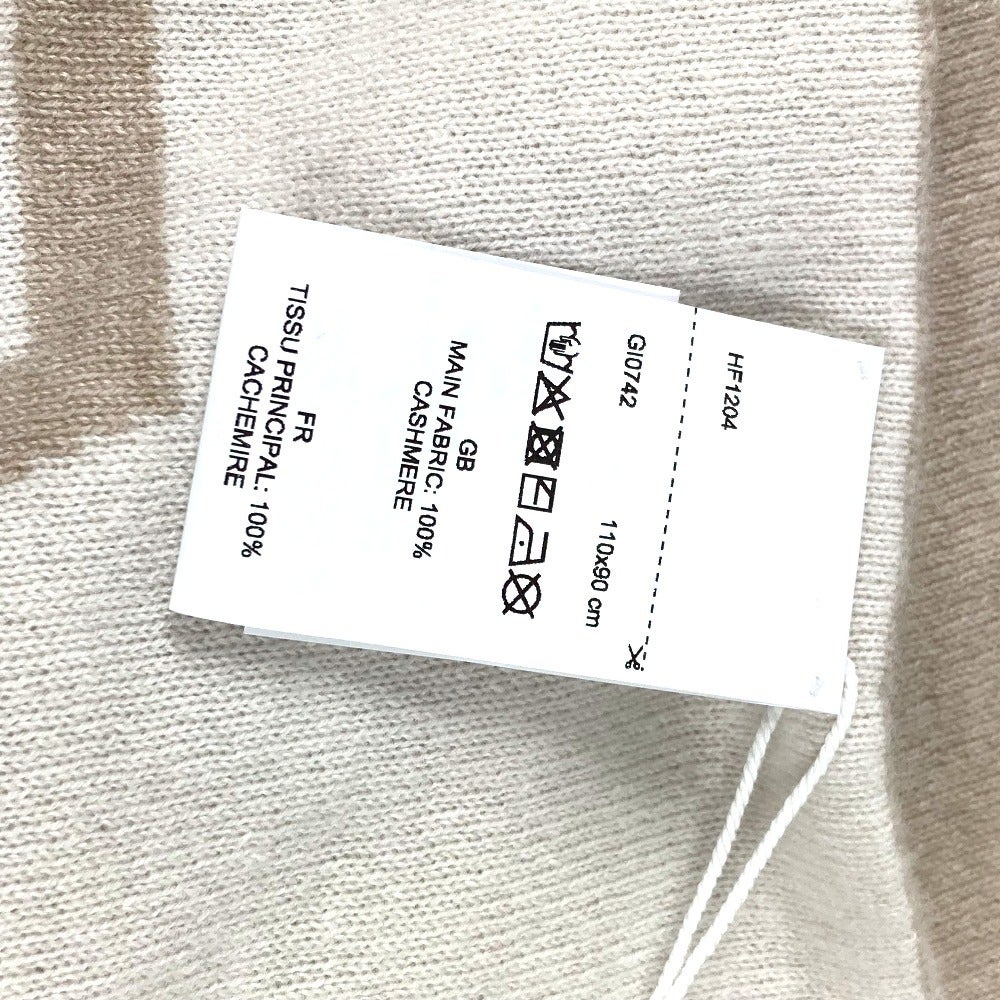 HF1204
GI0742
110x90 cm
GB
MAIN FABRIC: 100%
CASHMERE
FR
TISSU PRINCIPAL: 100%
CACHEMIRE